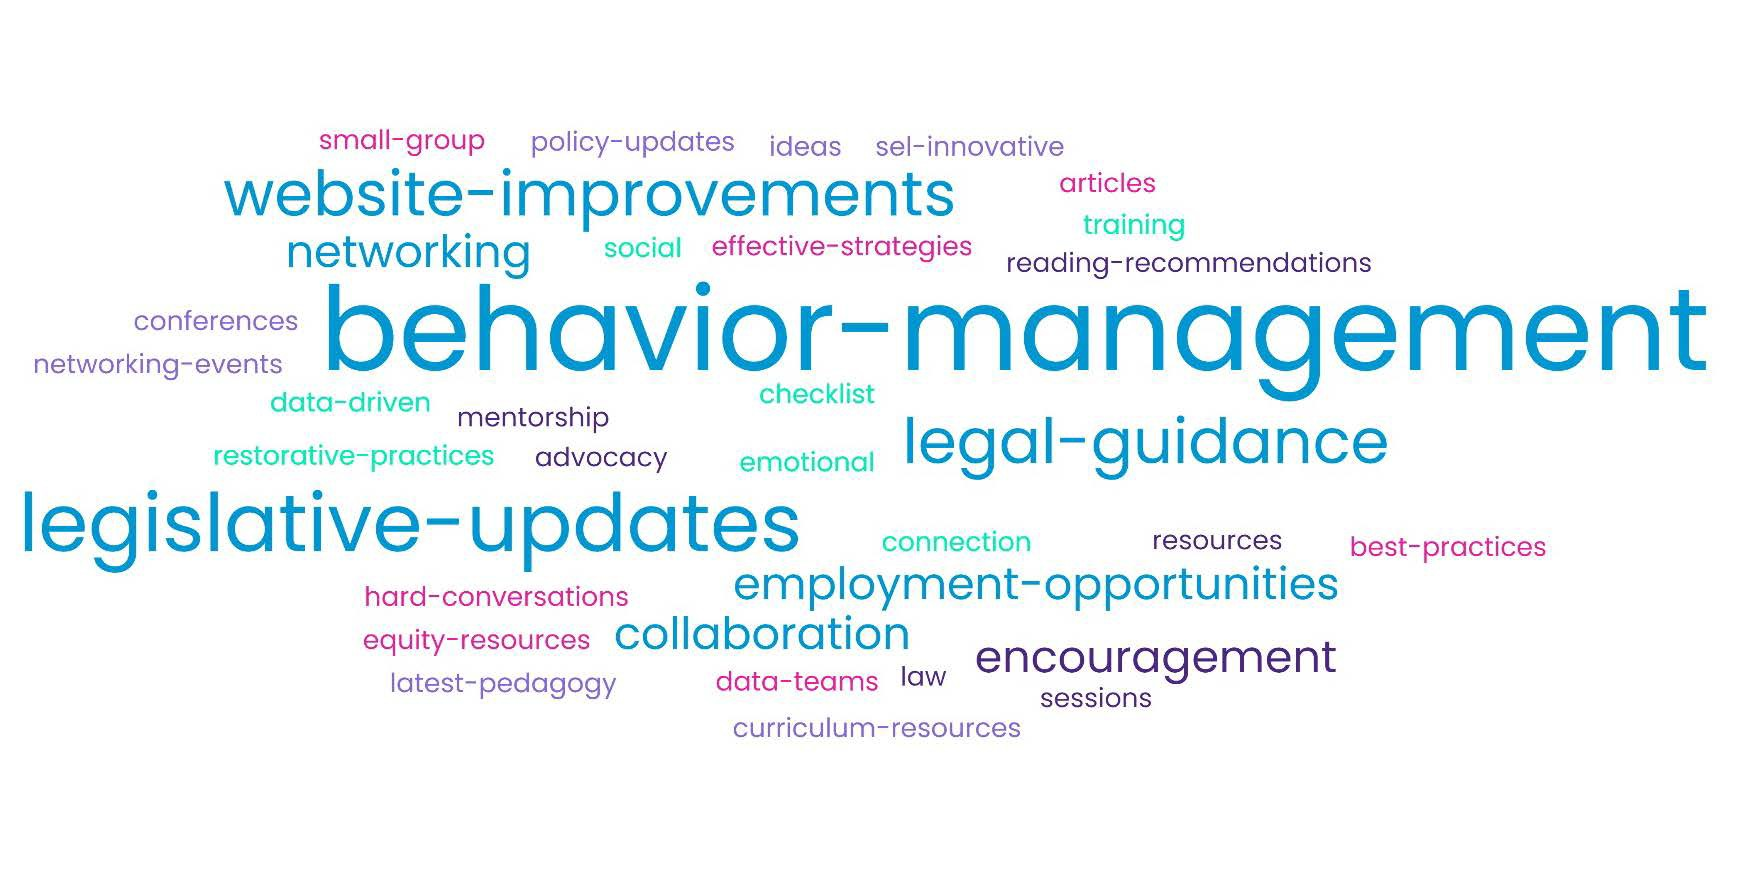 small-group policy-updates ideas sel-innovative
website-improvements articles
training
networking social effective-strategies reading-recommendations
behavior-management
conferences
networking-events
data-driven checklist
mentorship
legal-guidance
restorative-practices advocacy emotional
legislative-updates
connection resources best-practices
employment-opportunities
hard-conversations
equity-resources collaboration
encouragement
latest-pedagogy data-teams law
sessions
curriculum-resources